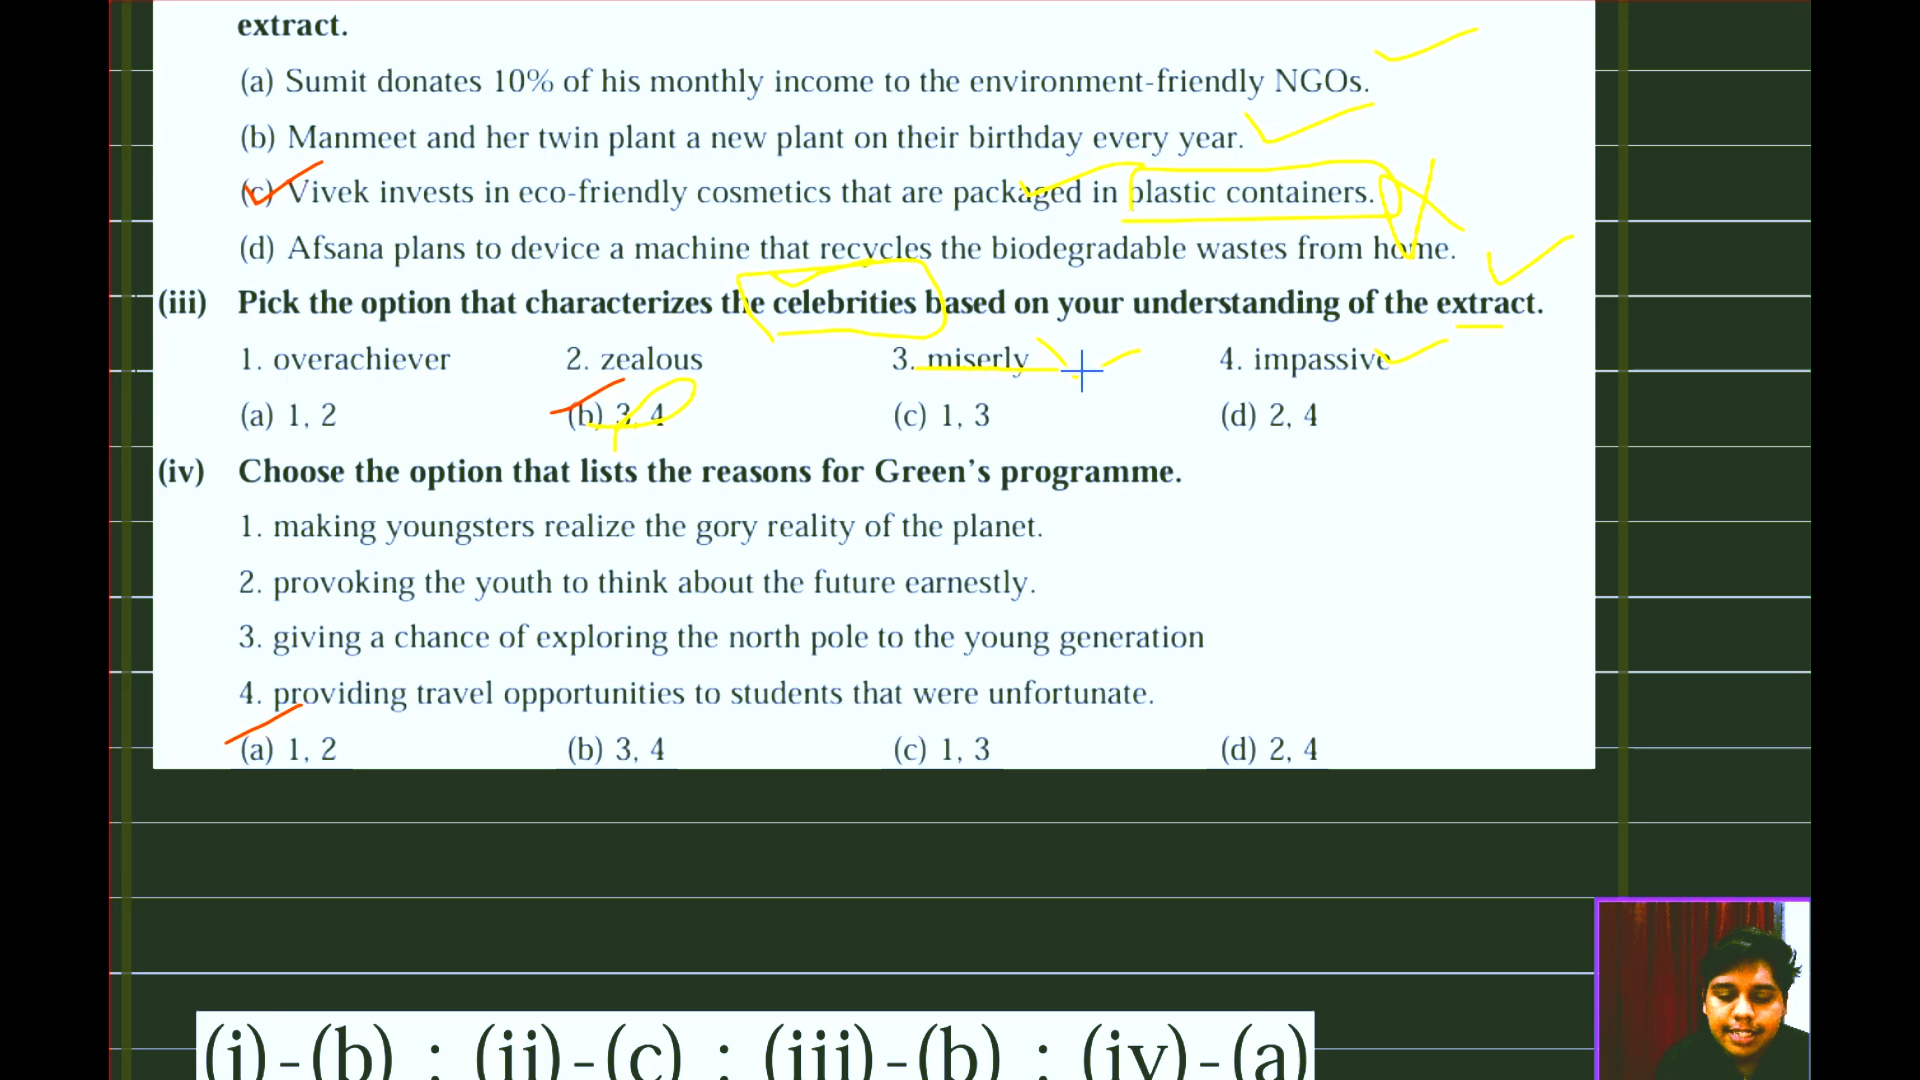 extract.
(a) Sumit donates 10% of his monthly income to the environment-friendly NGOs.
(b) Manmeet and her twin plant a new plant on their birthday every year.
(c) Vivek invests in eco-friendly cosmetics that are packaged in plastic containers.
(d) Afsana plans to device a machine that recycles the biodegradable wastes from home.
(iii) Pick the option that characterizes the celebrities based on your understanding of the extract.
1. overachiever 2. zealous 3. miserly 4. impassive
(a) 1, 2 (b) 3, 4 (c) 1, 3 (d) 2, 4
(iv) Choose the option that lists the reasons for Green's programme.
1. making youngsters realize the gory reality of the planet.
2. provoking the youth to think about the future earnestly.
3. giving a chance of exploring the north pole to the young generation
4. providing travel opportunities to students that were unfortunate.
(a) 1, 2 (b) 3, 4 (c) 1, 3 (d) 2, 4
(i)-(b) ; (ii)-(c) ; (iii)-(b) ; (iv)-(a)